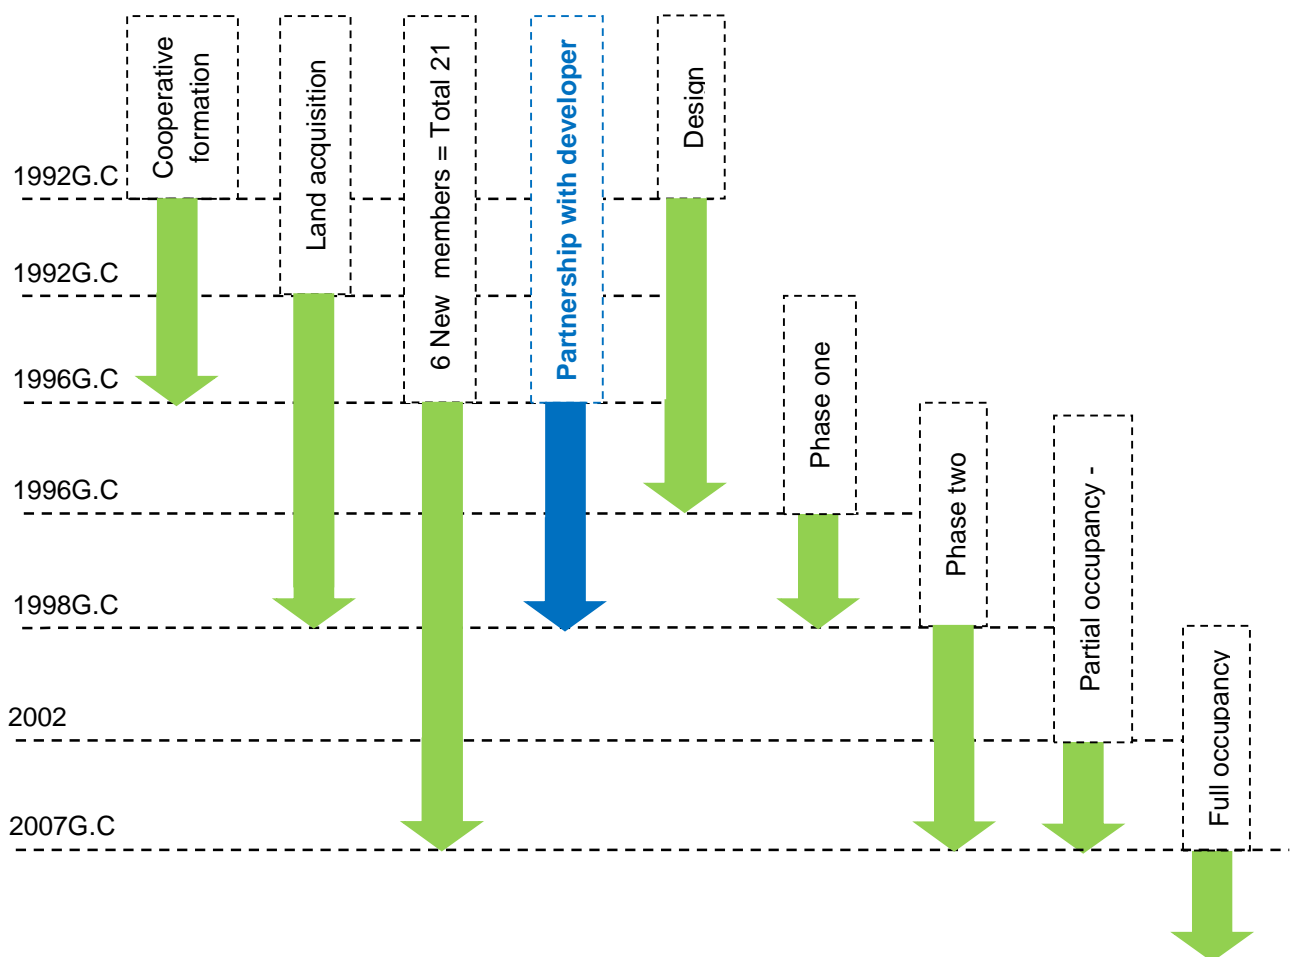 Cooperative
formation
Land acquisition
6 New members = Total 21
Partnership with developer
Design
1992G.C
1992G.C
1996G.C
1996G.C
1998G.C
2002
2007G.C
Phase one
Phase two
Partial occupancy -
Full occupancy